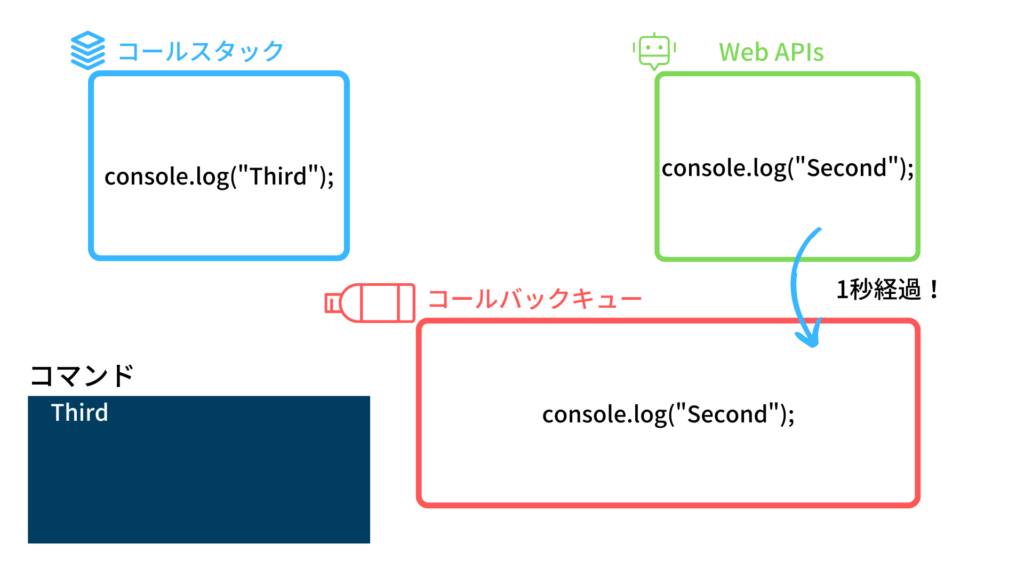 コールスタック
Web APIs
console.log("Third");
console.log("Second");
1秒経過！
コールバックキュー
console.log("Second");
コマンド
Third